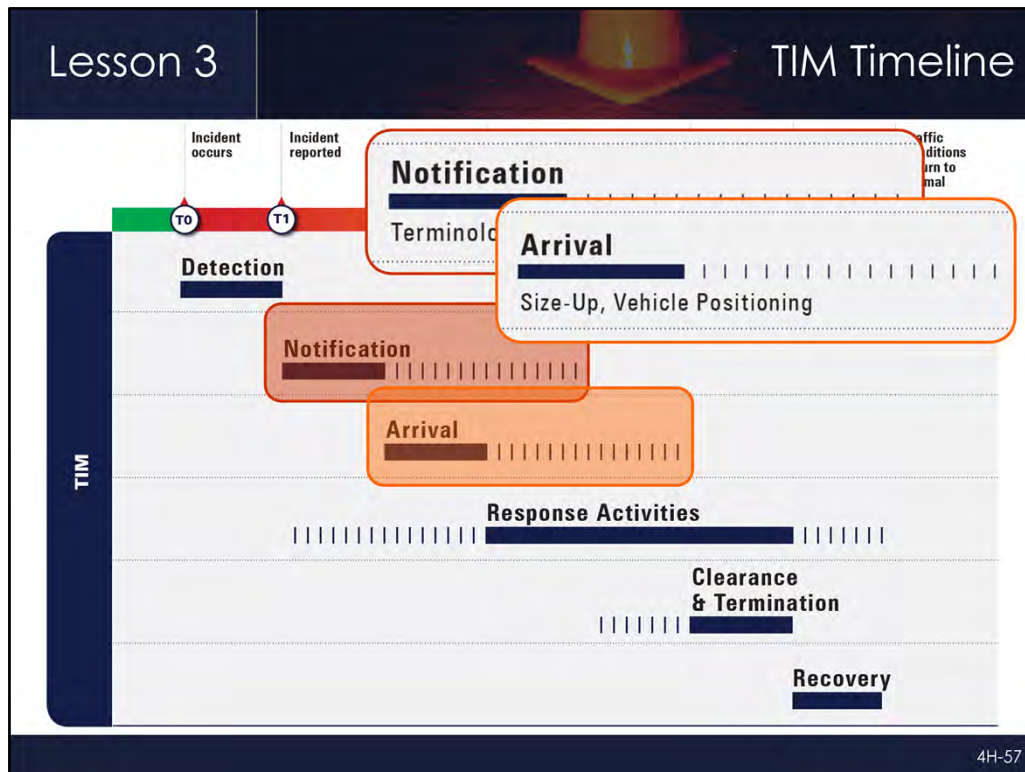 Lesson 3
TIM Timeline
Incident
occurs
Incident
reported
T0
T1
Notification
Arrival
Size-Up, Vehicle Positioning
TIM
Detection
Notification
Arrival
Response Activities
Clearance
& Termination
Recovery
4H-57